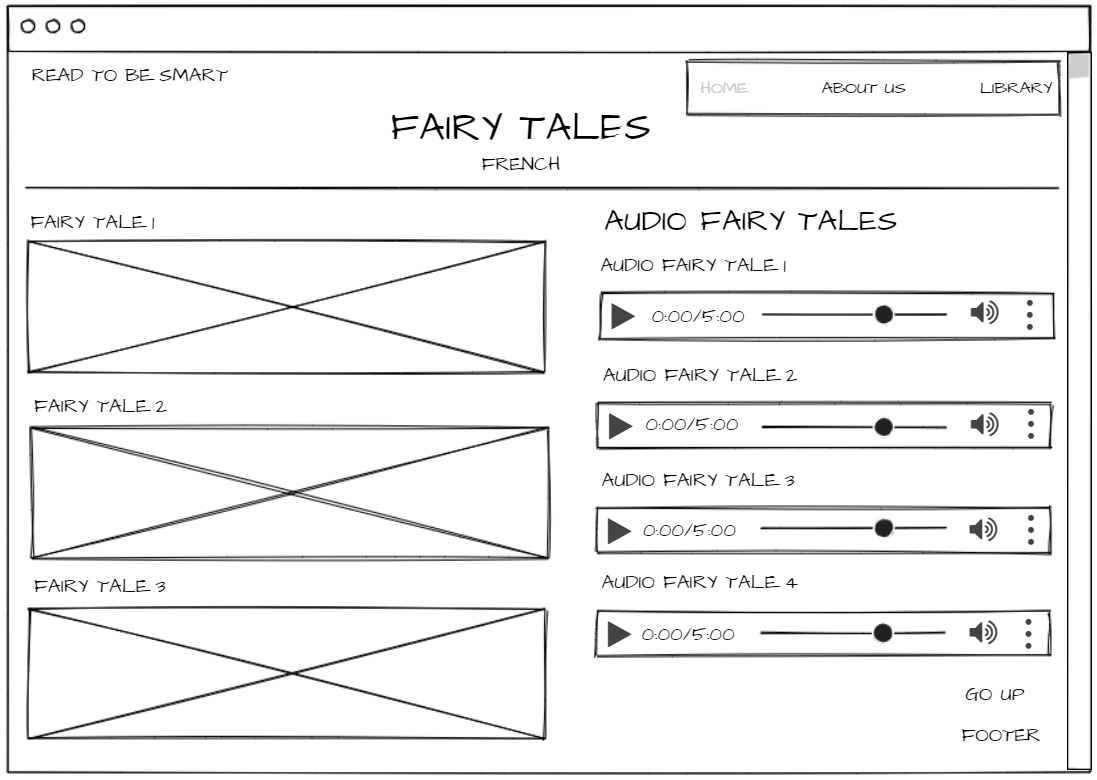 READ TO BE SMART
HOME ABOUT US LIBRARY
FAIRY TALES
FRENCH
FAIRY TALE 1
FAIRY TALE 2
FAIRY TALE 3
AUDIO FAIRY TALES
AUDIO FAIRY TALE 1
0:00/5:00
AUDIO FAIRY TALE 2
0:00/5:00
AUDIO FAIRY TALE 3
0:00/5:00
AUDIO FAIRY TALE 4
0:00/5:00
GO UP
FOOTER